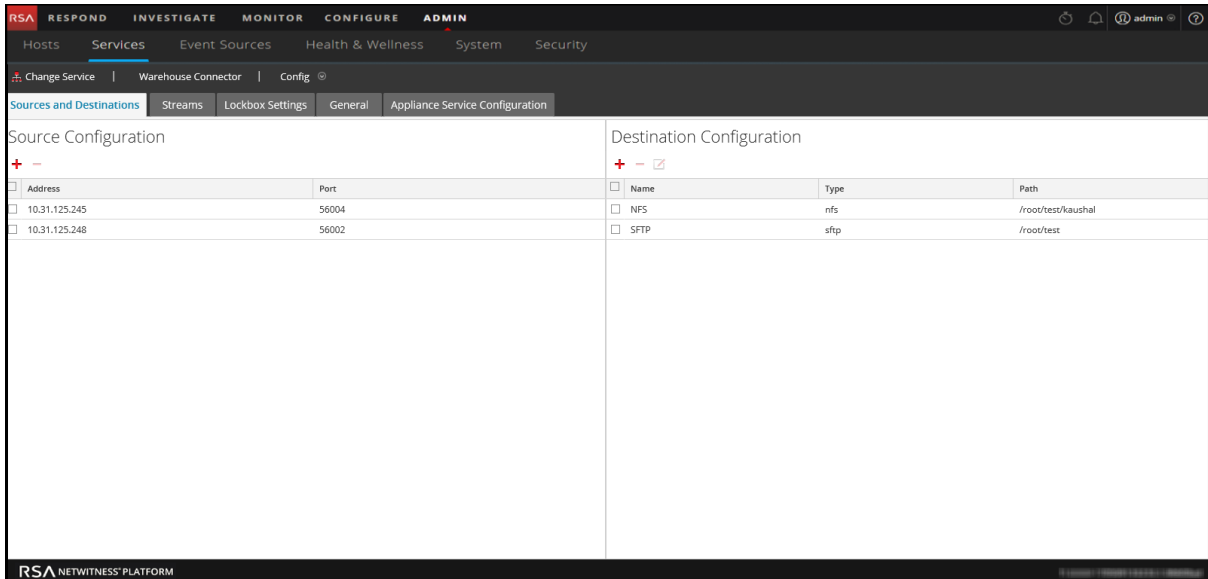 RSA RESPOND INVESTIGATE MONITOR CONFIGURE ADMIN admin ?
Hosts Services Event Sources Health & Wellness System Security
Change Service | Warehouse Connector | Config
Sources and Destinations Streams Lockbox Settings General Appliance Service Configuration
Source Configuration
Destination Configuration
Address Port
10.31.125.245 56004
10.31.125.248 56002
Name Type Path
NFS nfs /root/test/kaushal
SFTP sftp /root/test
RSA NETWITNESS® PLATFORM